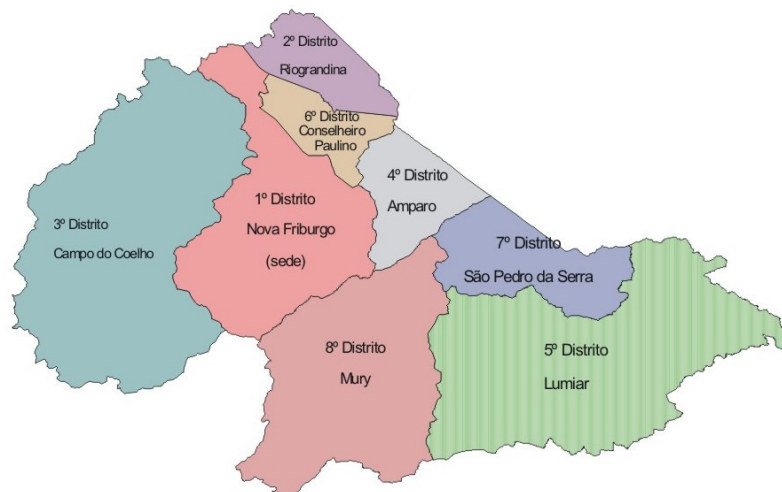 2º Distrito
Riograndina
6º Distrito
Conselheiro
Paulino
4º Distrito
Amparo
1º Distrito
Nova Friburgo
(sede)
3º Distrito
Campo do Coelho
7º Distrito
São Pedro da Serra
8º Distrito
Mury
5º Distrito
Lumiar